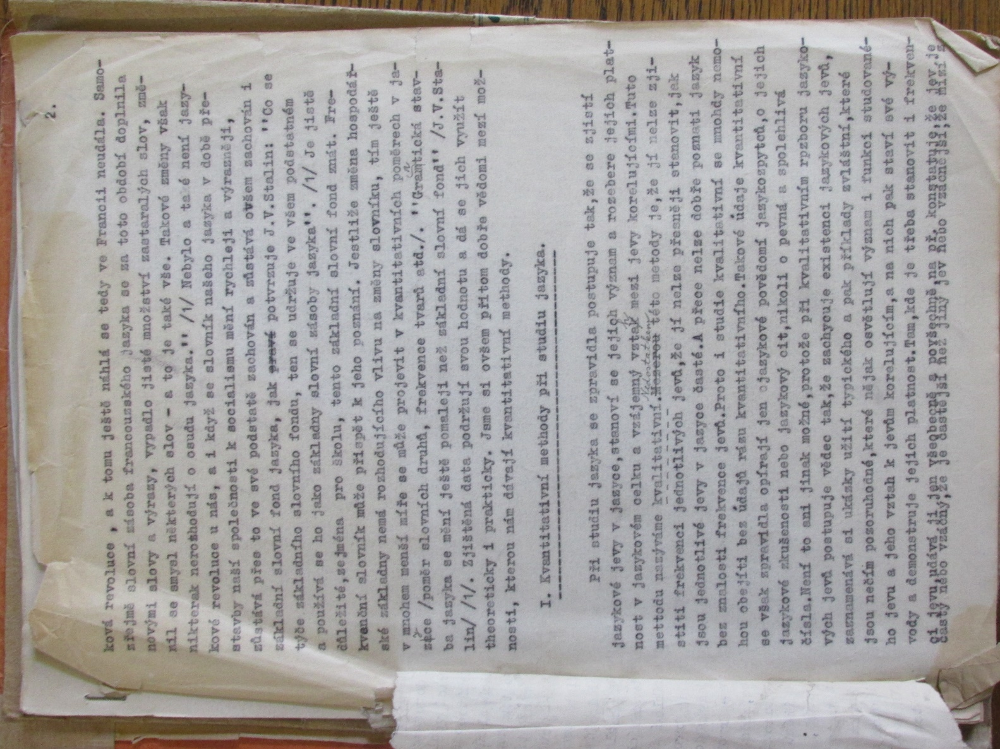 2.
ková revoluce , a k tomu ještě náhlá se tedy ve Francii neudála. Samo-
zřejmě slovní zásoba francouzského jazyka se za toto období doplnila
novými slovy a výrazy, vypadlo jisté množství zastaralých slov, změ-
nil se smysl některých slov - a to je také vše. Takové změny však
nikterak nerozhodují o osudu jazyka.'' /1/ Nebylo a také není jazy-
kové revoluce u nás, a i když se slovník našeho jazyka v době pře-
stavby naší společnosti k socialismu mění rychleji a výrazněji,
zůstává přes to ve své podstatě zachován a zůstává ovšem zachován i
základní slovní fond jazyka, jak praví potvrzuje J.V.Stalin: ''Co se
týče základního slovního fondu, ten se udržuje ve všem podstatném
a používá se ho jako základny slovní zásoby jazyka''. /1/ Je jistě
důležité,zejména pro školu, tento základní slovní fond znát. Fre-
kvenční slovník může přispět k jeho poznání. Jestliže změna hospodář-
ské základny nemá rozhodujícího vlivu na změny slovníku, tím ještě
v mnohem menší míře se může projevit v kvantitativních poměrech v ja-
zyce /poměr slovních druhů, frekvence tvarů atd./. ''Gramatická stav-
ba jazyka se mění ještě pomaleji než základní slovní fond'' /J.V.Sta-
lin/ /1/. Zjištěná data podržují svou hodnotu a dá se jich využít
theoreticky i prakticky. Jsme si ovšem přitom dobře vědomi mezí mož-
nosti, kterou nám dávají kvantitativní methody.
I. Kvantitativní methody při studiu jazyka.
Při studiu jazyka se zpravidla postupuje tak,že se zjistí
jazykové jevy v jazyce,stanoví se jejich význam a rozebere jejich plat-
nost v jazykovém celku a vzájemný vztah mezi jevy korelujícími.Tuto
mettodu nazýváme kvalitativní.Mezerou Nedostatkem této metody je,že jí nelze zji-
stiti frekvenci jednotlivých jevů,že jí nelze přesněji stanovit,jak
jsou jednotlivé jevy v jazyce časté.A přece nelze dobře poznati jazyk
bez znalosti frekvence jevů.Proto i studie kvalitativní se mnohdy nemo-
hou obejíti bez údajů rázu kvantitativního.Takové údaje kvantitativní
se však zpravidla opírají jen ojazykové povědomí jazykozpytců,o jejich
jazykové zkušenosti nebo jazykový cit,nikoli o pevná a spolehlivá
čísla.Není to ani jinak možné,protože při kvalitativním rpzboru jazyko-
vých jevů postupuje vědec tak,že zachycuje existenci jazykových jevů,
zaznamenává si ukázky užití typického a pak příklady zvláštní,které
jsou nečím pozoruhodné,které nějak osvětlují význam i funkci studované-
ho jevu a jeho vztah k jevům korelujícím,a na nich pak staví své vý-
vody a demonstruje jejich platnost.Tam,kde je třeba stanovit i frekven-
ci jevu,udává ji jen všeobecně a povšechně,na př. konstatuje,že jev je
častý nebo vzácný,že je častější než jiný jev nebo vzácnější,že mizí